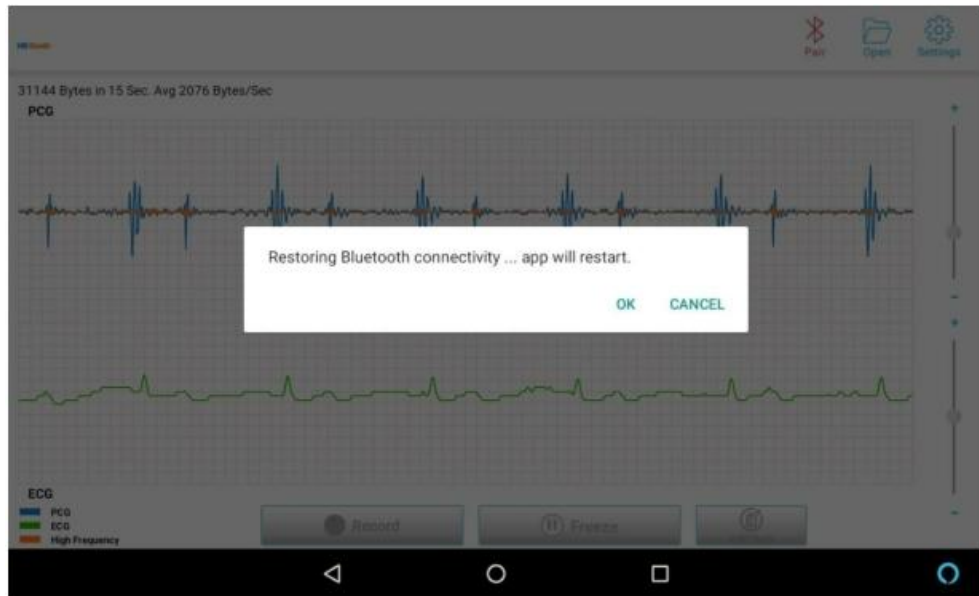 Pair
Open
Settings
31144 Bytes in 15 Sec. Avg 2076 Bytes/Sec
PCG
+
Restoring Bluetooth connectivity ... app will restart.
OK
CANCEL
-
+
ECG
PCG
ECG
High Frequency
Record
Freeze
-